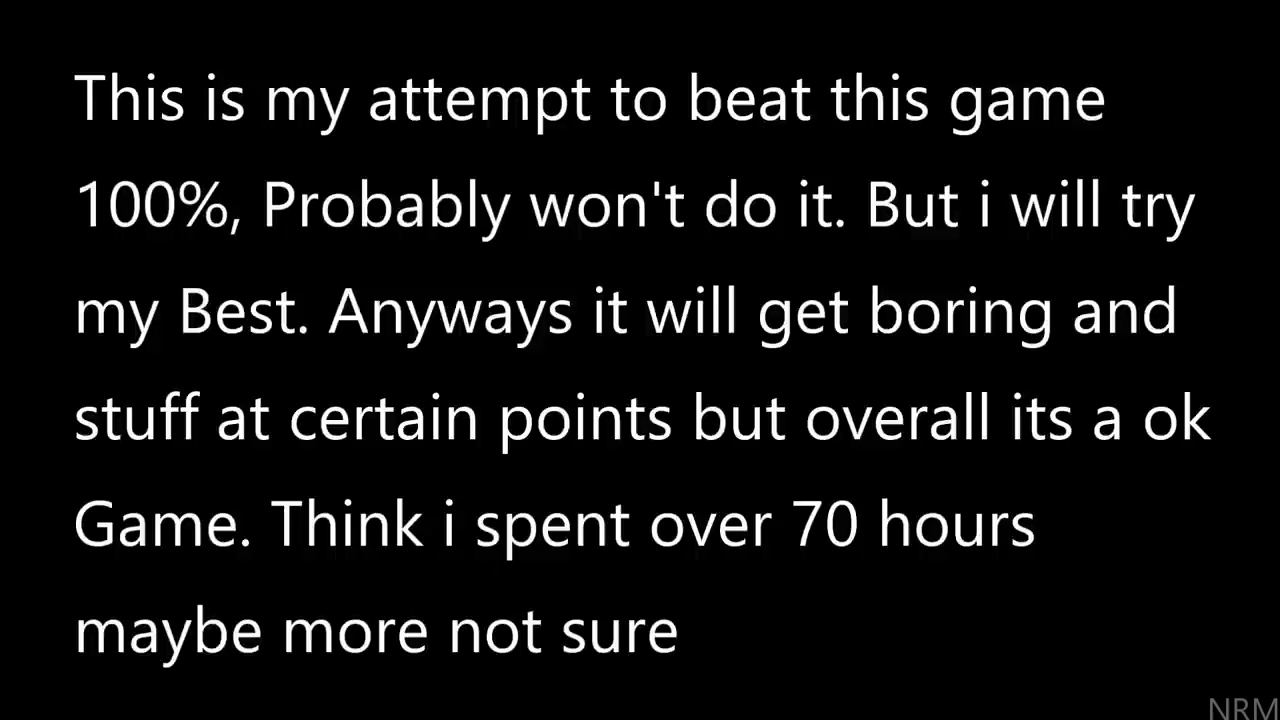 This is my attempt to beat this game
100%, Probably won't do it. But i will try
my Best. Anyways it will get boring and
stuff at certain points but overall its a ok
Game. Think i spent over 70 hours
maybe more not sure
NRM